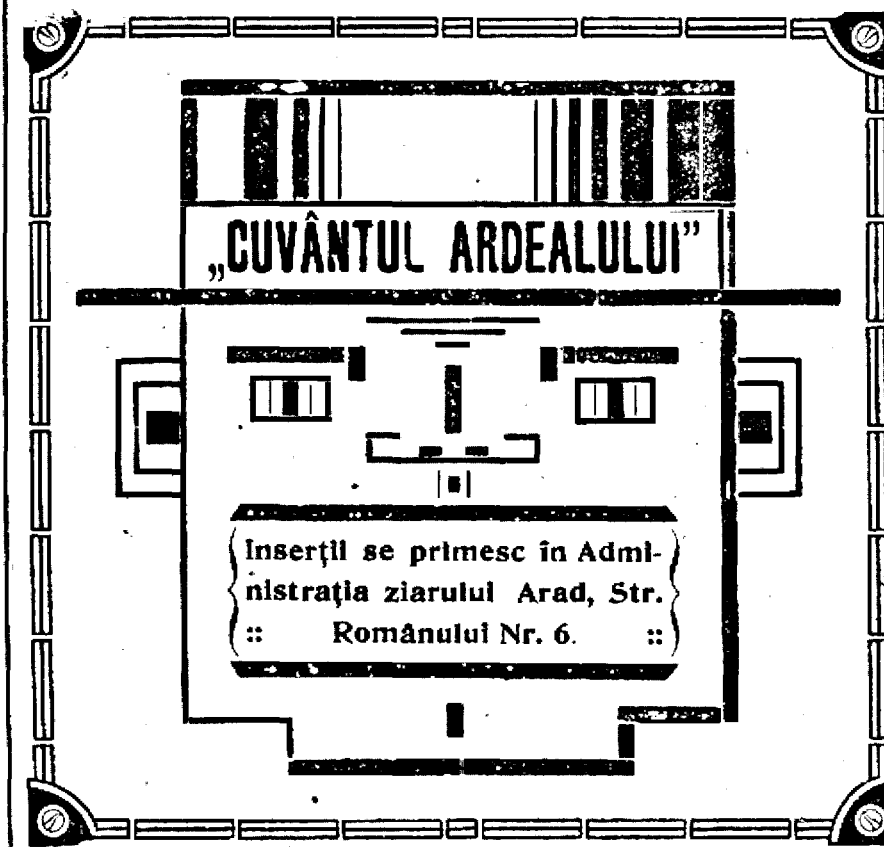 „CUVÂNTUL ARDEALULUI”
Inserţii se primesc în Admi-
nistraţia ziarului Arad, Str.
:: Românului Nr. 6. ::